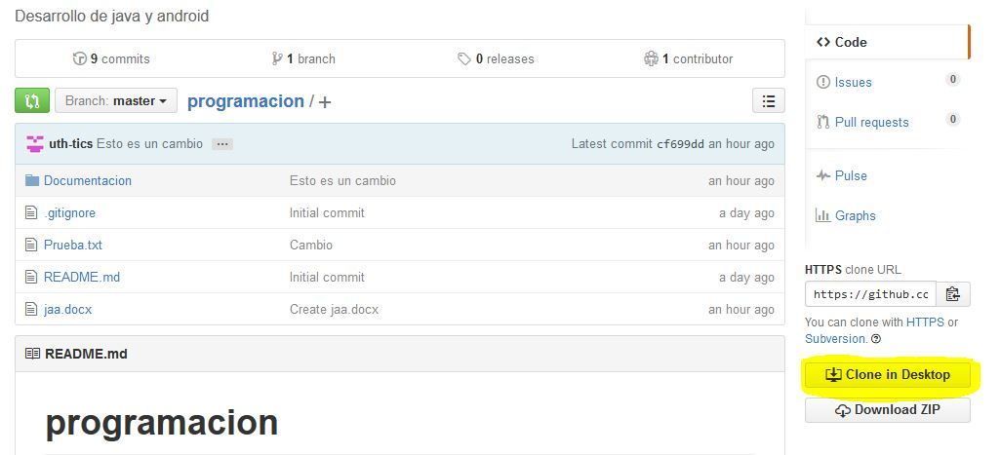 Desarrollo de java y android
9 commits
1 branch
0 releases
1 contributor
Branch: master
programacion / +
uth-tics Esto es un cambio ...
Latest commit cf699dd an hour ago
Documentacion Esto es un cambio an hour ago
.gitignore Initial commit a day ago
Prueba.txt Cambio an hour ago
README.md Initial commit a day ago
jaa.docx Create jaa.docx an hour ago
README.md
programacion
Code
Issues 0
Pull requests 0
Pulse
Graphs
HTTPS clone URL
https://github.cc
You can clone with HTTPS or
Subversion.
Clone in Desktop
Download ZIP